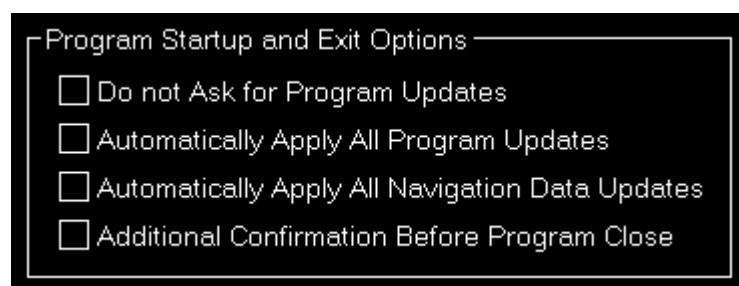 Program Startup and Exit Options
Do not Ask for Program Updates
Automatically Apply All Program Updates
Automatically Apply All Navigation Data Updates
Additional Confirmation Before Program Close